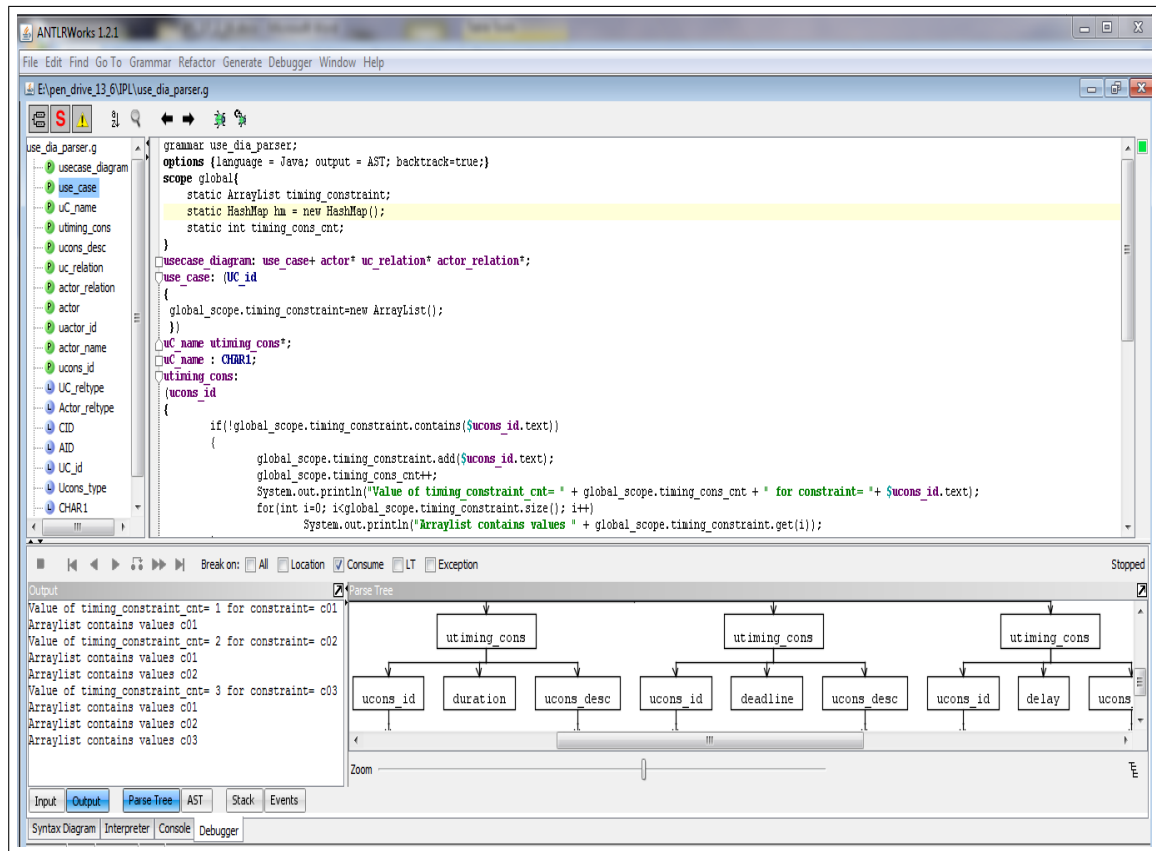 ANTLRWorks 1.2.1
File Edit Find Go To Grammar Refactor Generate Debugger Window Help
E:\pen_drive_13_6\IPL\use_dia_parser.g
use_dia_parser.g
usecase_diagram
use_case
uC_name
utiming_cons
ucons_desc
uc_relation
actor_relation
actor
uactor_id
actor_name
ucons_id
UC_reltype
Actor_reltype
CID
AID
UC_id
Ucons_type
CHAR1
grammar use_dia_parser;
options {language = Java; output = AST; backtrack=true;}
scope global{
static ArrayList timing_constraint;
static HashMap hm = new HashMap();
static int timing_cons_cnt;
}
usecase_diagram: use_case+ actor* uc_relation* actor_relation*;
use_case: (UC_id
{
global_scope.timing_constraint=new ArrayList();
})
uC_name utiming_cons*;
uC_name : CHAR1;
utiming_cons:
(ucons_id
{
if(!global_scope.timing_constraint.contains($ucons_id.text))
{
global_scope.timing_constraint.add($ucons_id.text);
global_scope.timing_cons_cnt++;
System.out.println("Value of timing_constraint_cnt= " + global_scope.timing_cons_cnt + " for constraint= "+ $ucons_id.text);
for(int i=0; i<global_scope.timing_constraint.size(); i++)
System.out.println("Arraylist contains values " + global_scope.timing_constraint.get(i));
Break on: All Location Consume LT Exception
Stopped
Output
Value of timing_constraint_cnt= 1 for constraint= c01
Arraylist contains values c01
Value of timing_constraint_cnt= 2 for constraint= c02
Arraylist contains values c01
Arraylist contains values c02
Value of timing_constraint_cnt= 3 for constraint= c03
Arraylist contains values c01
Arraylist contains values c02
Arraylist contains values c03
Parse Tree
utiming_cons utiming_cons utiming_cons
ucons_id duration ucons_desc ucons_id deadline ucons_desc ucons_id delay ucons
Zoom
Input Output Parse Tree AST Stack Events
Syntax Diagram Interpreter Console Debugger